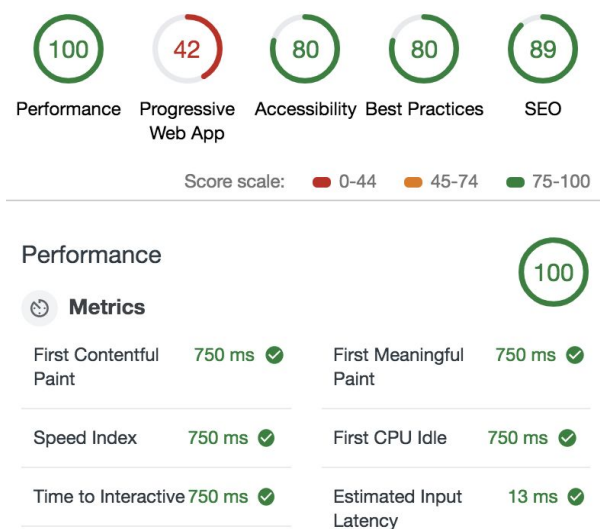 100 42 80 80 89
Performance Progressive Web App Accessibility Best Practices SEO
Score scale: 0-44 45-74 75-100
Performance 100
Metrics
First Contentful Paint 750 ms
First Meaningful Paint 750 ms
Speed Index 750 ms
First CPU Idle 750 ms
Time to Interactive 750 ms
Estimated Input Latency 13 ms